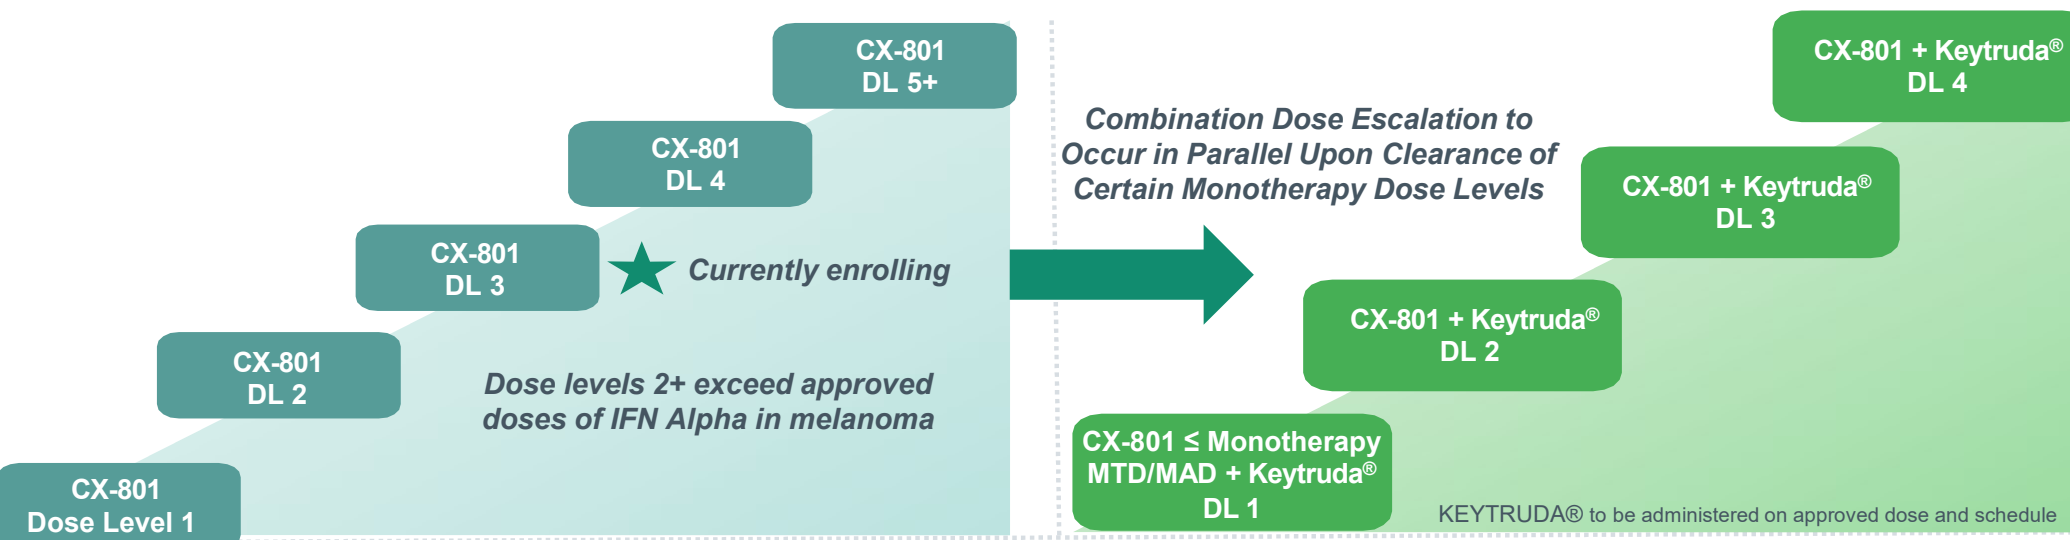 CX-801
DL 5+
CX-801
DL 4
CX-801
DL 3
Currently enrolling
CX-801
DL 2
Dose levels 2+ exceed approved
doses of IFN Alpha in melanoma
CX-801
Dose Level 1
Combination Dose Escalation to
Occur in Parallel Upon Clearance of
Certain Monotherapy Dose Levels
CX-801 + Keytruda®
DL 4
CX-801 + Keytruda®
DL 3
CX-801 + Keytruda®
DL 2
CX-801 ≤ Monotherapy
MTD/MAD + Keytruda®
DL 1
KEYTRUDA® to be administered on approved dose and schedule